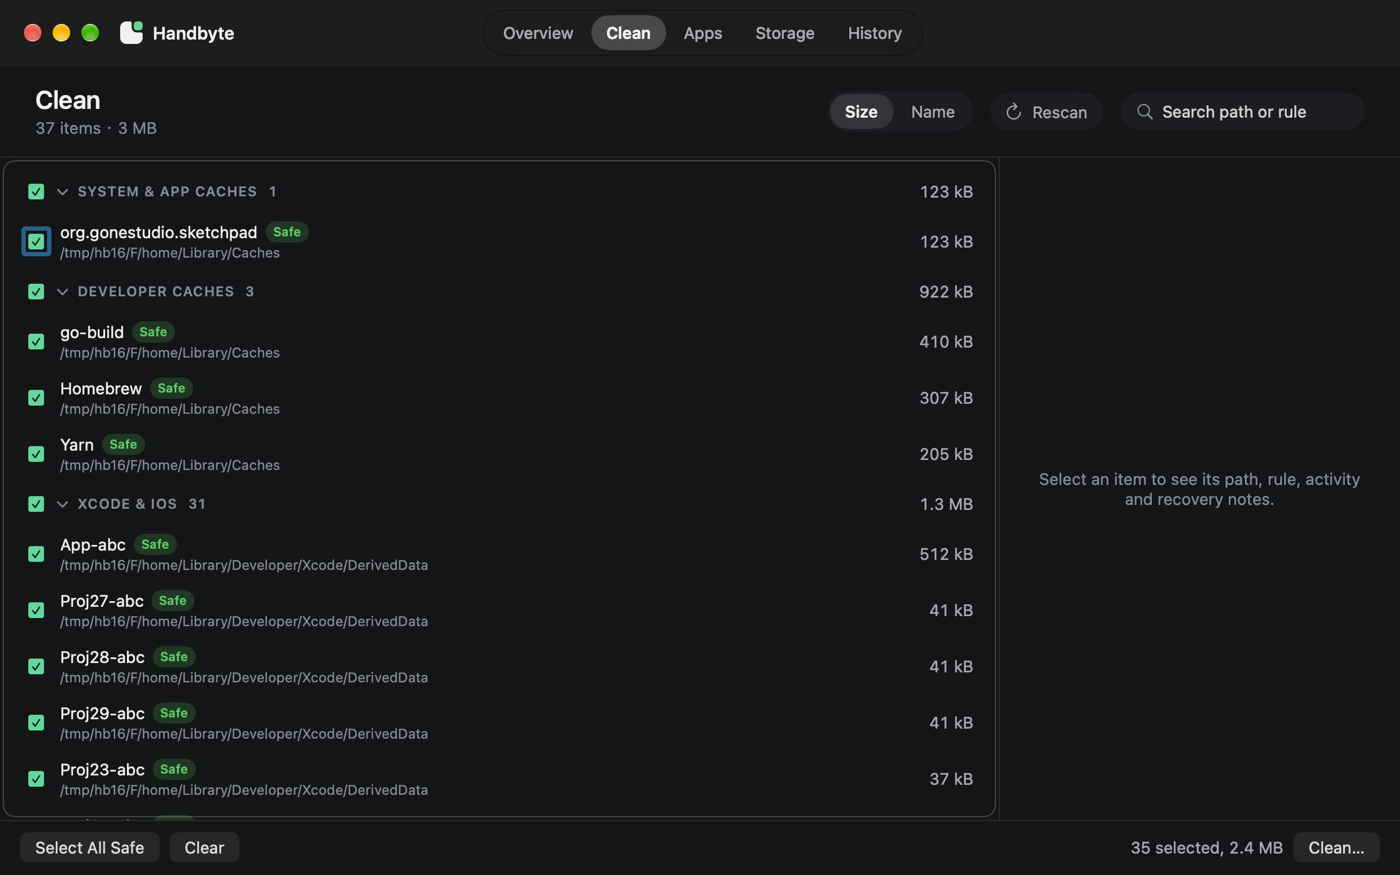 Handbyte
Overview
Clean
Apps
Storage
History
Clean
37 items · 3 MB
Size
Name
Rescan
Search path or rule
SYSTEM & APP CACHES 1
123 kB
org.gonestudio.sketchpad Safe
/tmp/hb16/F/home/Library/Caches
123 kB
DEVELOPER CACHES 3
922 kB
go-build Safe
/tmp/hb16/F/home/Library/Caches
410 kB
Homebrew Safe
/tmp/hb16/F/home/Library/Caches
307 kB
Yarn Safe
/tmp/hb16/F/home/Library/Caches
205 kB
XCODE & IOS 31
1.3 MB
App-abc Safe
/tmp/hb16/F/home/Library/Developer/Xcode/DerivedData
512 kB
Proj27-abc Safe
/tmp/hb16/F/home/Library/Developer/Xcode/DerivedData
41 kB
Proj28-abc Safe
/tmp/hb16/F/home/Library/Developer/Xcode/DerivedData
41 kB
Proj29-abc Safe
/tmp/hb16/F/home/Library/Developer/Xcode/DerivedData
41 kB
Proj23-abc Safe
/tmp/hb16/F/home/Library/Developer/Xcode/DerivedData
37 kB
Select an item to see its path, rule, activity
and recovery notes.
Select All Safe
Clear
35 selected, 2.4 MB
Clean...